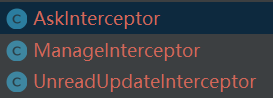 C AskInterceptor
C ManageInterceptor
C UnreadUpdateInterceptor